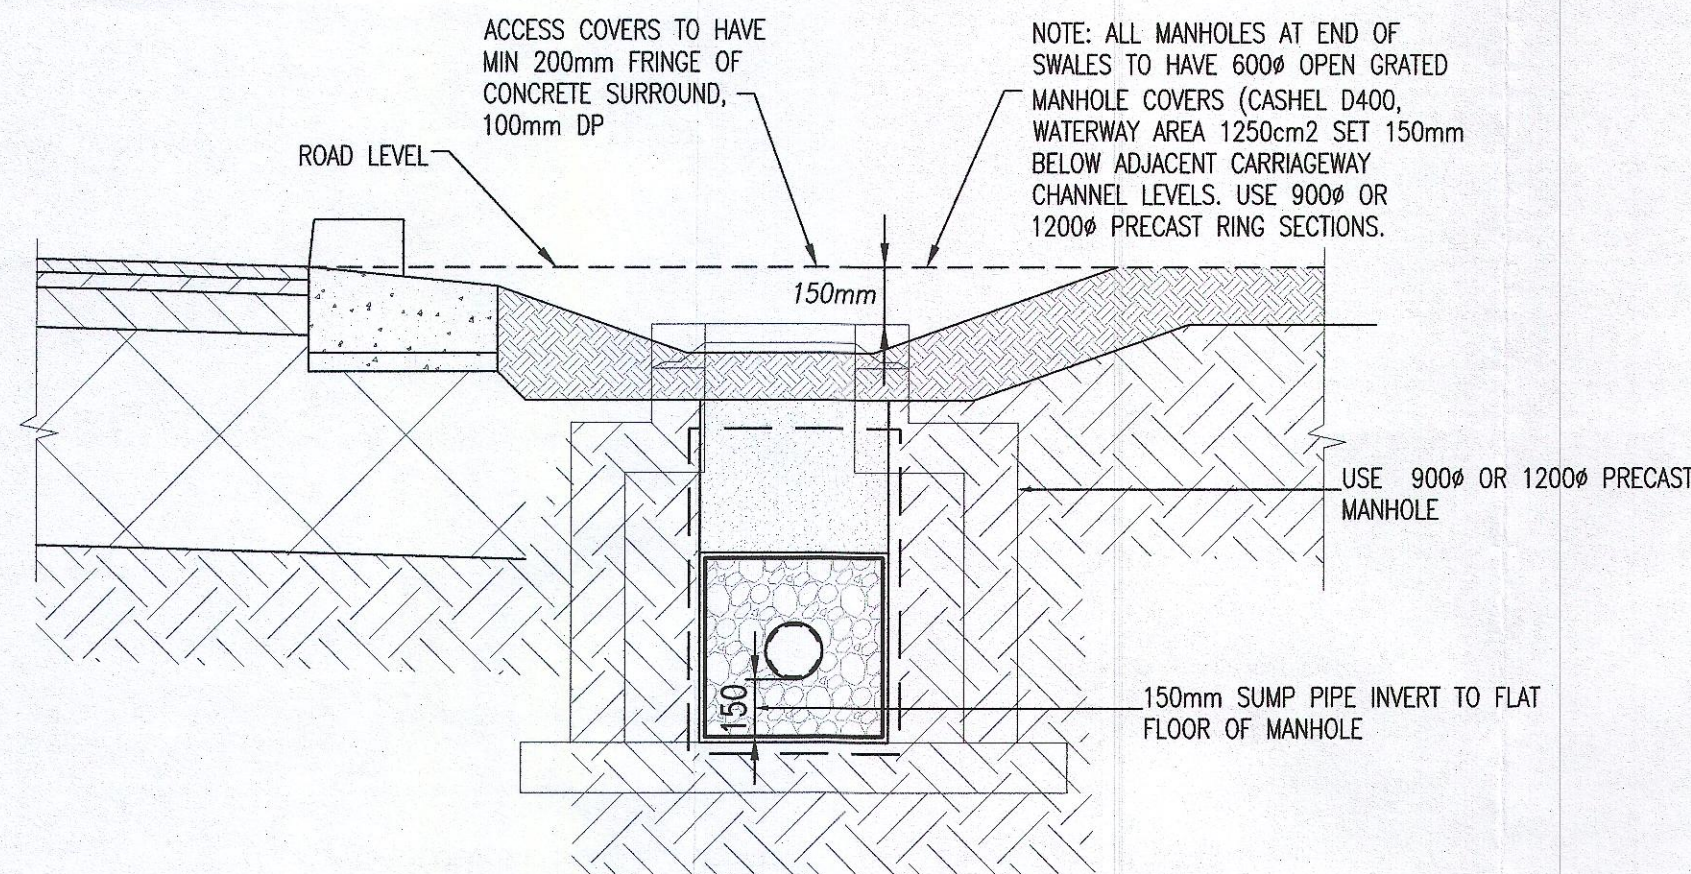 ACCESS COVERS TO HAVE
MIN 200mm FRINGE OF
CONCRETE SURROUND,
100mm DP
NOTE: ALL MANHOLES AT END OF
SWALES TO HAVE 600ø OPEN GRATED
MANHOLE COVERS (CASHEL D400,
WATERWAY AREA 1250cm2 SET 150mm
BELOW ADJACENT CARRIAGEWAY
CHANNEL LEVELS. USE 900ø OR
1200ø PRECAST RING SECTIONS.
ROAD LEVEL
150mm
USE 900ø OR 1200ø PRECAST
MANHOLE
150
150mm SUMP PIPE INVERT TO FLAT
FLOOR OF MANHOLE